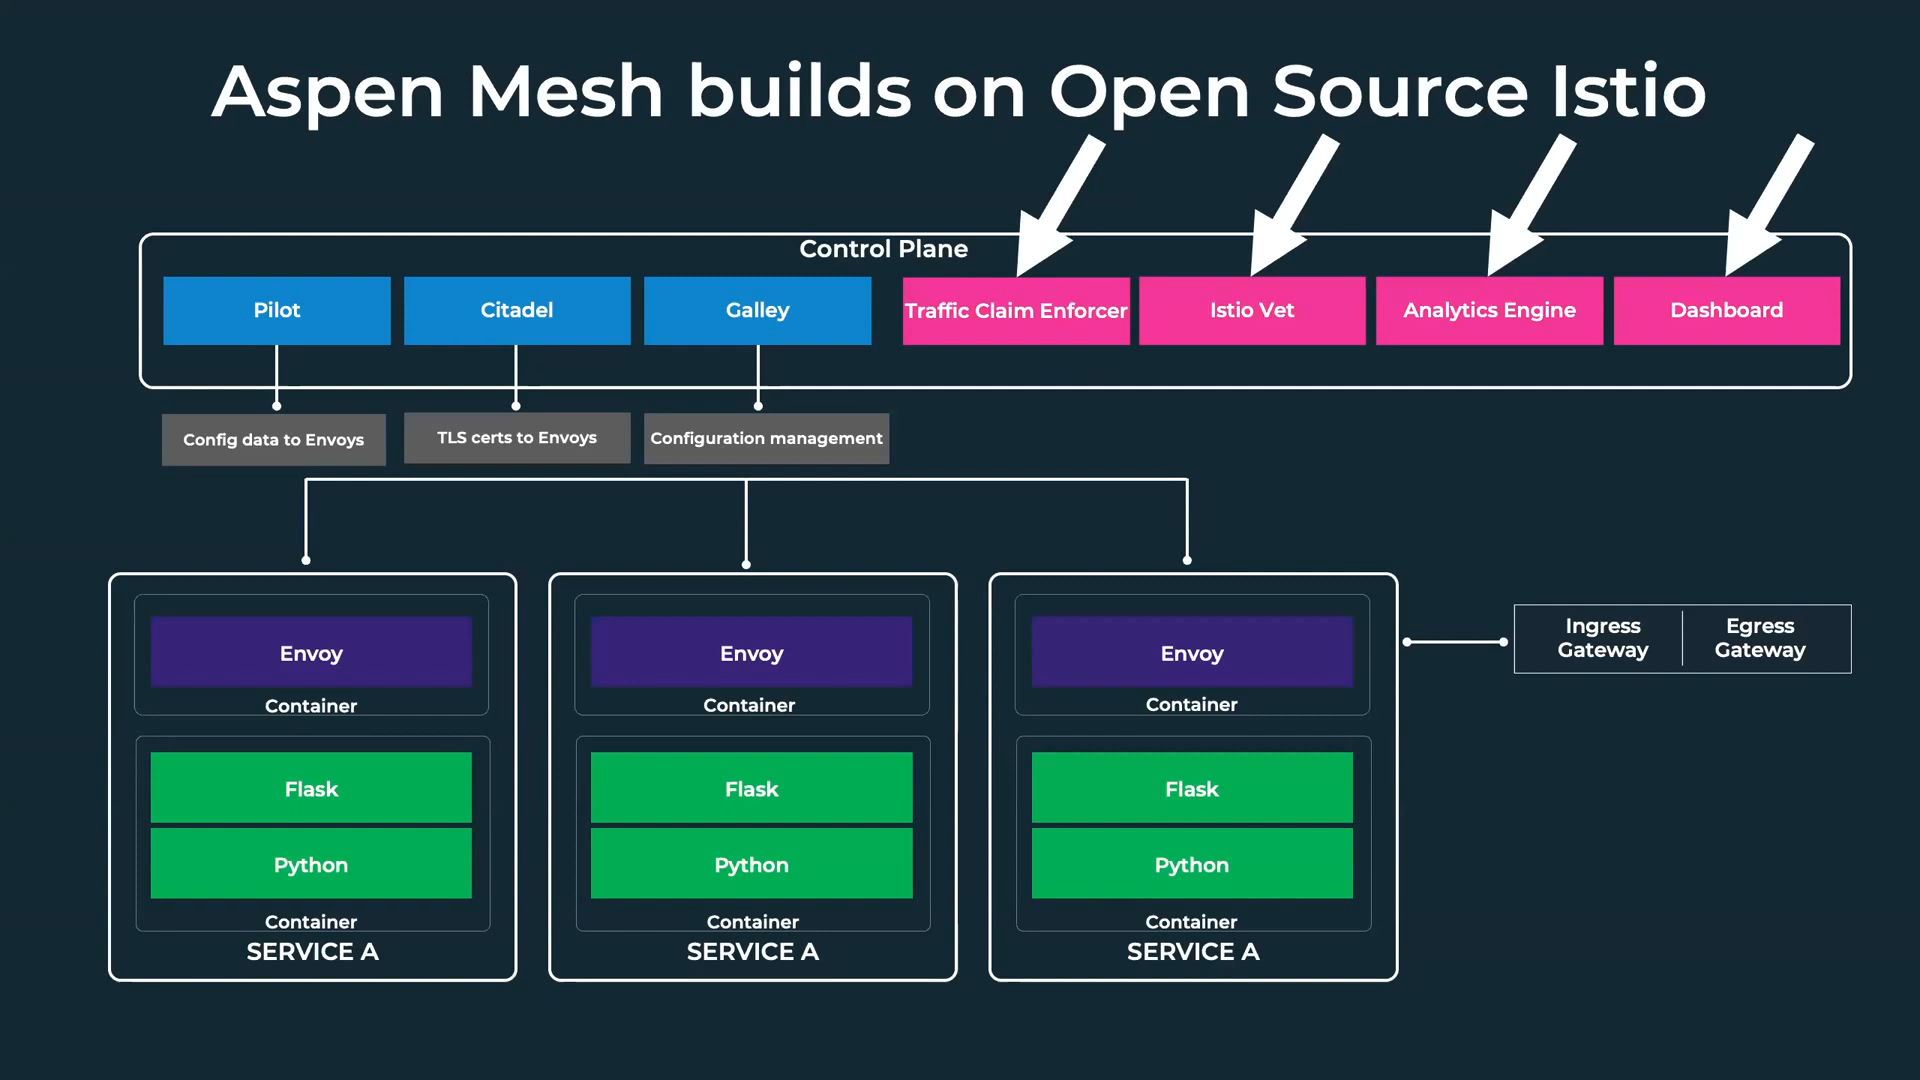 Aspen Mesh builds on Open Source Istio
Control Plane
Pilot
Citadel
Galley
Traffic Claim Enforcer
Istio Vet
Analytics Engine
Dashboard
Config data to Envoys
TLS certs to Envoys
Configuration management
Envoy
Container
Flask
Python
Container
SERVICE A
Envoy
Container
Flask
Python
Container
SERVICE A
Envoy
Container
Flask
Python
Container
SERVICE A
Ingress
Gateway
Egress
Gateway